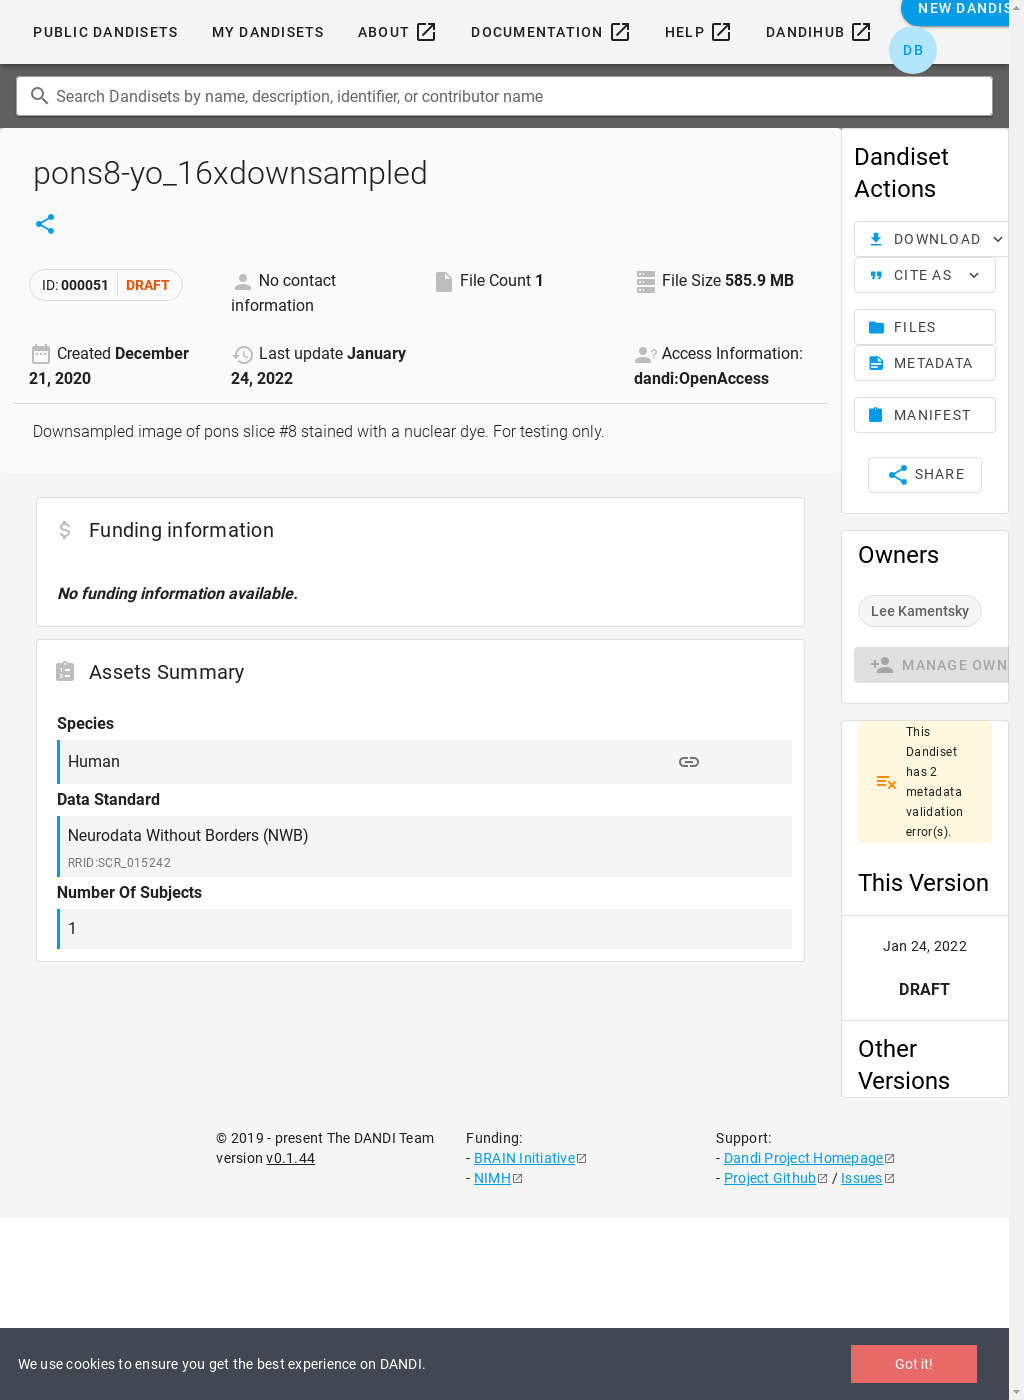 PUBLIC DANDISETS
MY DANDISETS
ABOUT
DOCUMENTATION
HELP
DANDIHUB
NEW DANDIS
DB
Search Dandisets by name, description, identifier, or contributor name
pons8-yo_16xdownsampled
ID: 000051 DRAFT
No contact
information
File Count 1
File Size 585.9 MB
Created December
21, 2020
Last update January
24, 2022
Access Information:
dandi:OpenAccess
Downsampled image of pons slice #8 stained with a nuclear dye. For testing only.
Funding information
No funding information available.
Assets Summary
Species
Human
Data Standard
Neurodata Without Borders (NWB)
RRID:SCR_015242
Number Of Subjects
1
Dandiset
Actions
DOWNLOAD
CITE AS
FILES
METADATA
MANIFEST
SHARE
Owners
Lee Kamentsky
MANAGE OWN
This
Dandiset
has 2
metadata
validation
error(s).
This Version
Jan 24, 2022
DRAFT
Other
Versions
© 2019 - present The DANDI Team
version v0.1.44
Funding:
- BRAIN Initiative
- NIMH
Support:
- Dandi Project Homepage
- Project Github / Issues
We use cookies to ensure you get the best experience on DANDI.
Got it!